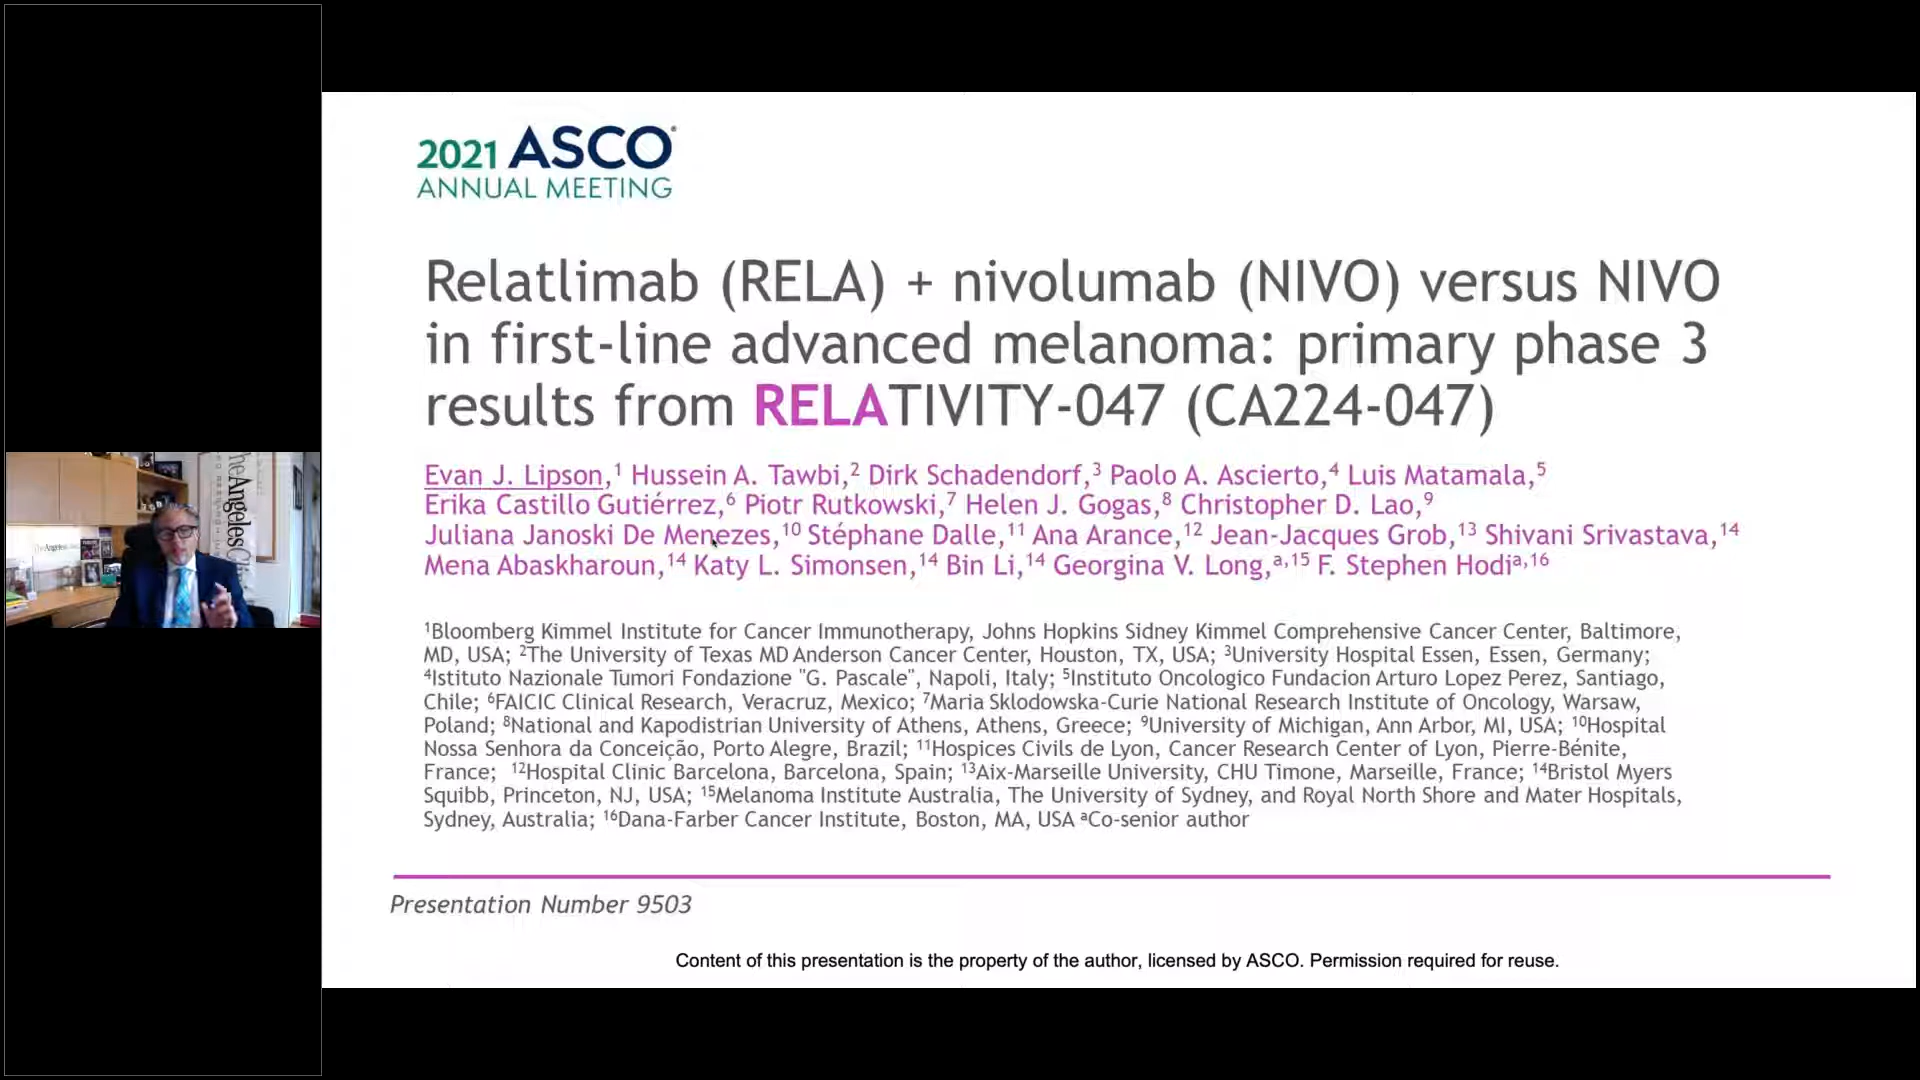 2021 ASCO®
ANNUAL MEETING
Relatlimab (RELA) + nivolumab (NIVO) versus NIVO
in first-line advanced melanoma: primary phase 3
results from RELATIVITY-047 (CA224-047)
Evan J. Lipson,¹ Hussein A. Tawbi,² Dirk Schadendorf,³ Paolo A. Ascierto,⁴ Luis Matamala,⁵
Erika Castillo Gutiérrez,⁶ Piotr Rutkowski,⁷ Helen J. Gogas,⁸ Christopher D. Lao,⁹
Juliana Janoski De Menezes,¹⁰ Stéphane Dalle,¹¹ Ana Arance,¹² Jean-Jacques Grob,¹³ Shivani Srivastava,¹⁴
Mena Abaskharoun,¹⁴ Katy L. Simonsen,¹⁴ Bin Li,¹⁴ Georgina V. Long,ᵃ,¹⁵ F. Stephen Hodiᵃ,¹⁶
¹Bloomberg Kimmel Institute for Cancer Immunotherapy, Johns Hopkins Sidney Kimmel Comprehensive Cancer Center, Baltimore,
MD, USA; ²The University of Texas MD Anderson Cancer Center, Houston, TX, USA; ³University Hospital Essen, Essen, Germany;
⁴Istituto Nazionale Tumori Fondazione "G. Pascale", Napoli, Italy; ⁵Instituto Oncologico Fundacion Arturo Lopez Perez, Santiago,
Chile; ⁶FAICIC Clinical Research, Veracruz, Mexico; ⁷Maria Sklodowska-Curie National Research Institute of Oncology, Warsaw,
Poland; ⁸National and Kapodistrian University of Athens, Athens, Greece; ⁹University of Michigan, Ann Arbor, MI, USA; ¹⁰Hospital
Nossa Senhora da Conceição, Porto Alegre, Brazil; ¹¹Hospices Civils de Lyon, Cancer Research Center of Lyon, Pierre-Bénite,
France; ¹²Hospital Clinic Barcelona, Barcelona, Spain; ¹³Aix-Marseille University, CHU Timone, Marseille, France; ¹⁴Bristol Myers
Squibb, Princeton, NJ, USA; ¹⁵Melanoma Institute Australia, The University of Sydney, and Royal North Shore and Mater Hospitals,
Sydney, Australia; ¹⁶Dana-Farber Cancer Institute, Boston, MA, USA ᵃCo-senior author
Presentation Number 9503
Content of this presentation is the property of the author, licensed by ASCO. Permission required for reuse.